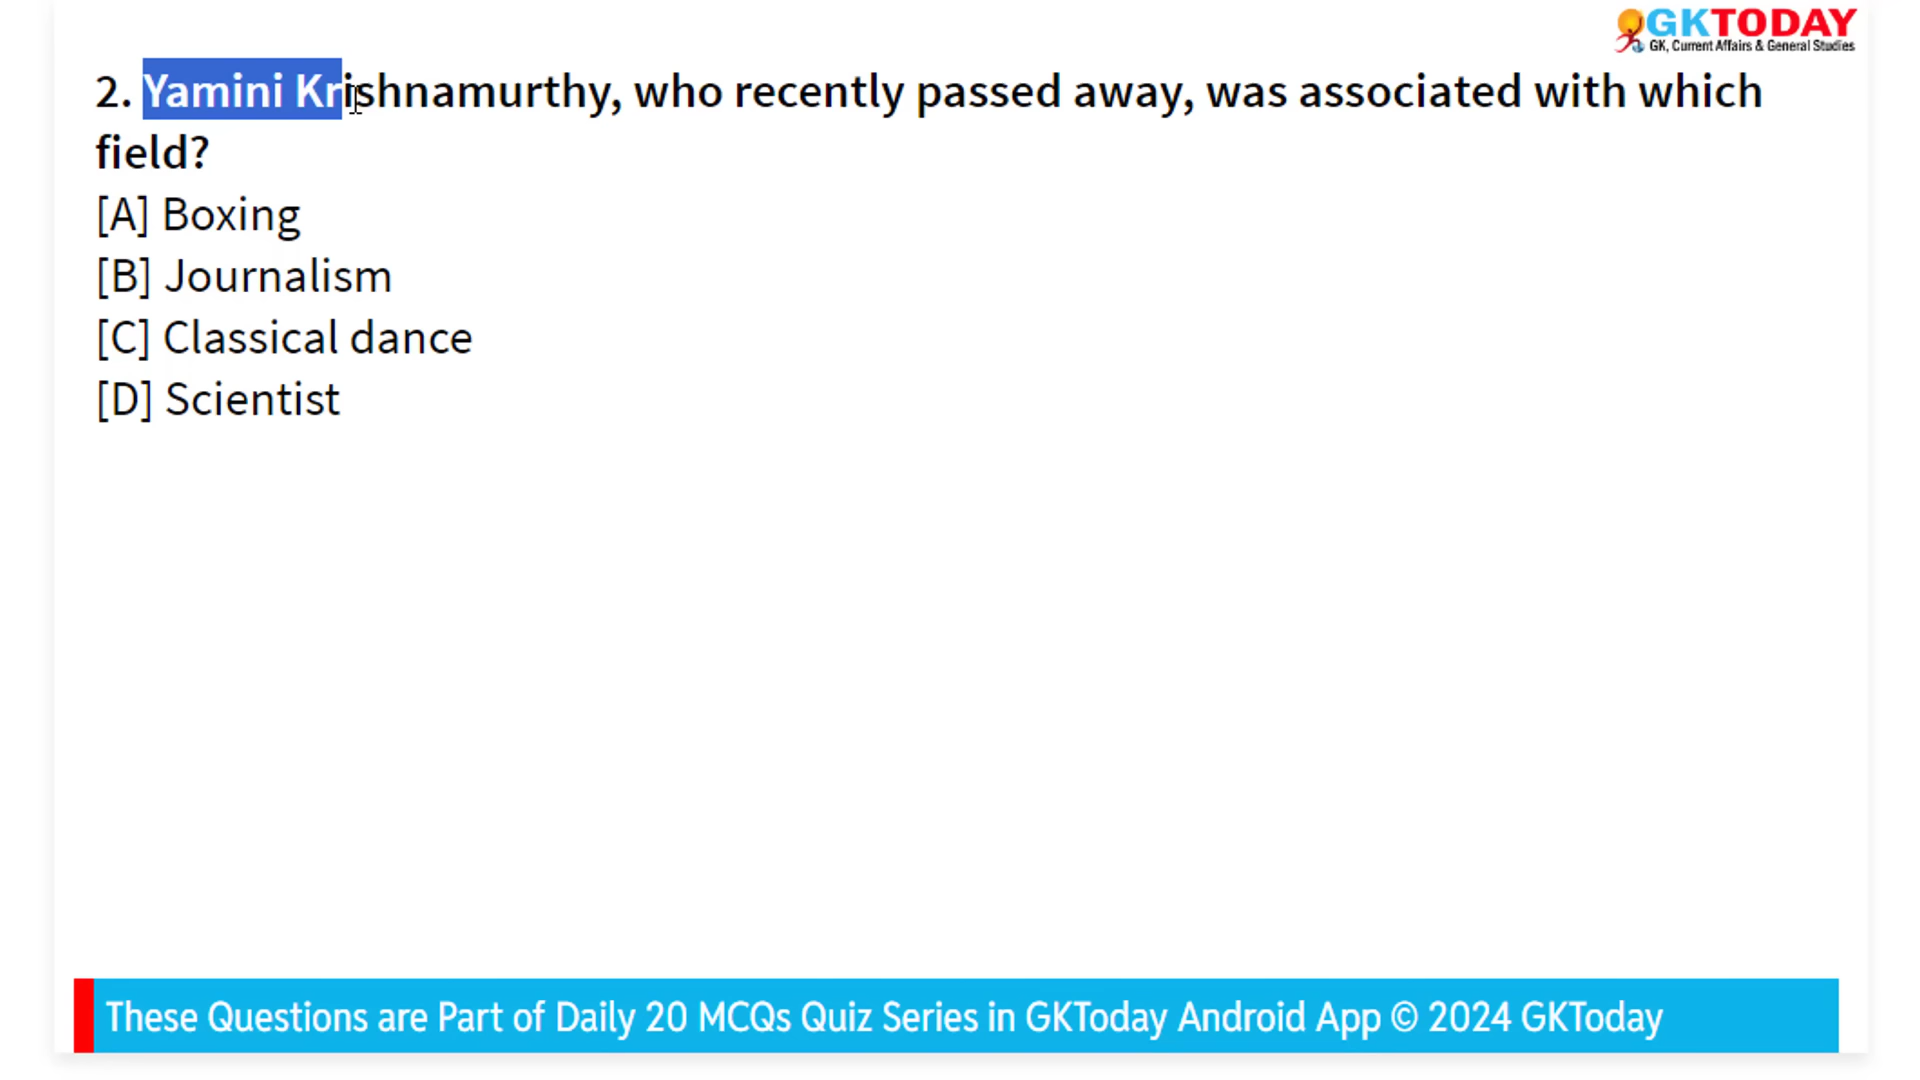 GKTODAY
GK, Current Affairs & General Studies
2. Yamini Krishnamurthy, who recently passed away, was associated with which
field?
[A] Boxing
[B] Journalism
[C] Classical dance
[D] Scientist
These Questions are Part of Daily 20 MCQs Quiz Series in GKToday Android App © 2024 GKToday